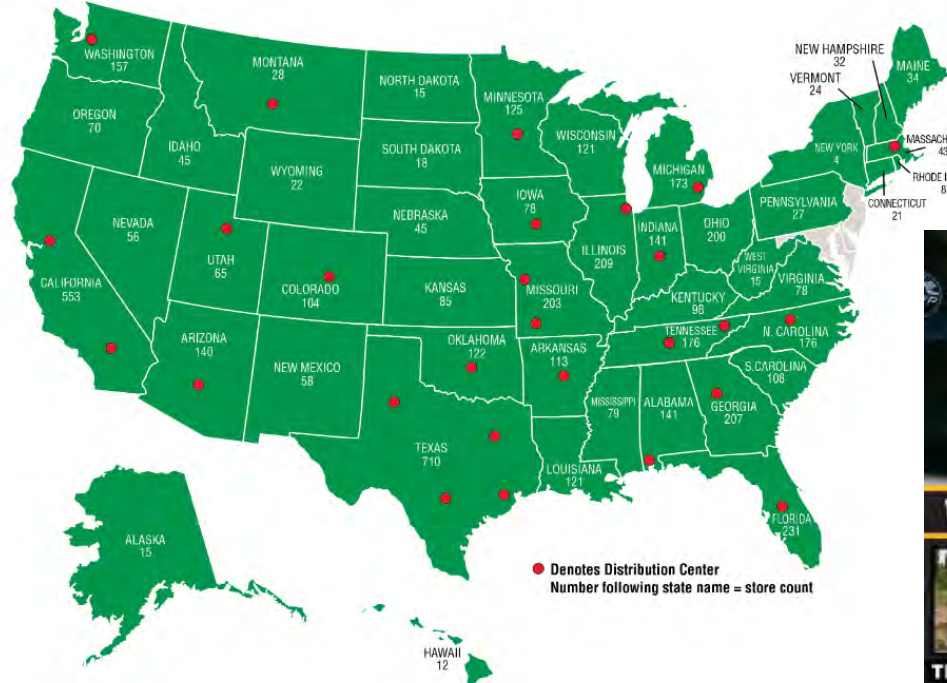 WASHINGTON
157
MONTANA
28
NORTH DAKOTA
15
MINNESOTA
125
NEW HAMPSHIRE
32
VERMONT
24
MAINE
34
OREGON
70
IDAHO
45
WYOMING
22
SOUTH DAKOTA
18
WISCONSIN
121
MICHIGAN
173
NEW YORK
4
MASSACH
43
RHODE I
8
CONNECTICUT
21
NEVADA
56
UTAH
65
COLORADO
104
NEBRASKA
45
IOWA
78
ILLINOIS
209
INDIANA
141
OHIO
200
PENNSYLVANIA
27
CALIFORNIA
553
KANSAS
85
MISSOURI
203
KENTUCKY
98
WEST
VIRGINIA
15
VIRGINIA
78
ARIZONA
140
NEW MEXICO
58
OKLAHOMA
122
ARKANSAS
113
TENNESSEE
176
N. CAROLINA
176
S.CAROLINA
108
TEXAS
710
LOUISIANA
121
MISSISSIPPI
79
ALABAMA
141
GEORGIA
207
FLORIDA
231
ALASKA
15
HAWAII
12
Denotes Distribution Center
Number following state name = store count